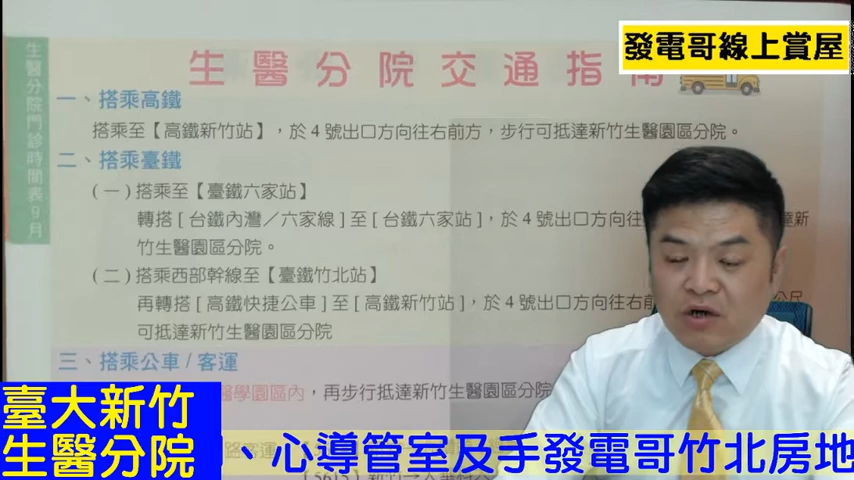 發電哥線上賞屋
生醫分院門診時間表9月
生醫分院交通指南
一、搭乘高鐵
搭乘至【高鐵新竹站】，於4號出口方向往右前方，步行可抵達新竹生醫園區分院。
二、搭乘臺鐵
(一)搭乘至【臺鐵六家站】
轉搭[台鐵內灣／六家線]至[台鐵六家站]，於4號出口方向往 達新
竹生醫園區分院。
(二)搭乘西部幹線至【臺鐵竹北站】
再轉搭[高鐵快捷公車]至[高鐵新竹站]，於4號出口方向往右前 公尺
可抵達新竹生醫園區分院
三、搭乘公車/客運
醫學園區內，再步行抵達新竹生醫園區分院
路客運
臺大新竹
生醫分院
、心導管室及手發電哥竹北房地